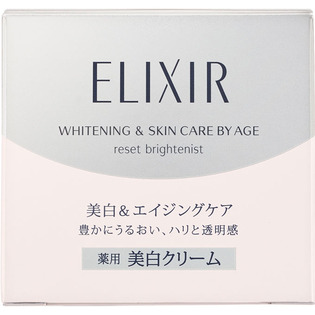 ELIXIR
WHITENING & SKIN CARE BY AGE
reset brightenist
美白＆エイジングケア
豊かにうるおい、ハリと透明感
薬用 美白クリーム